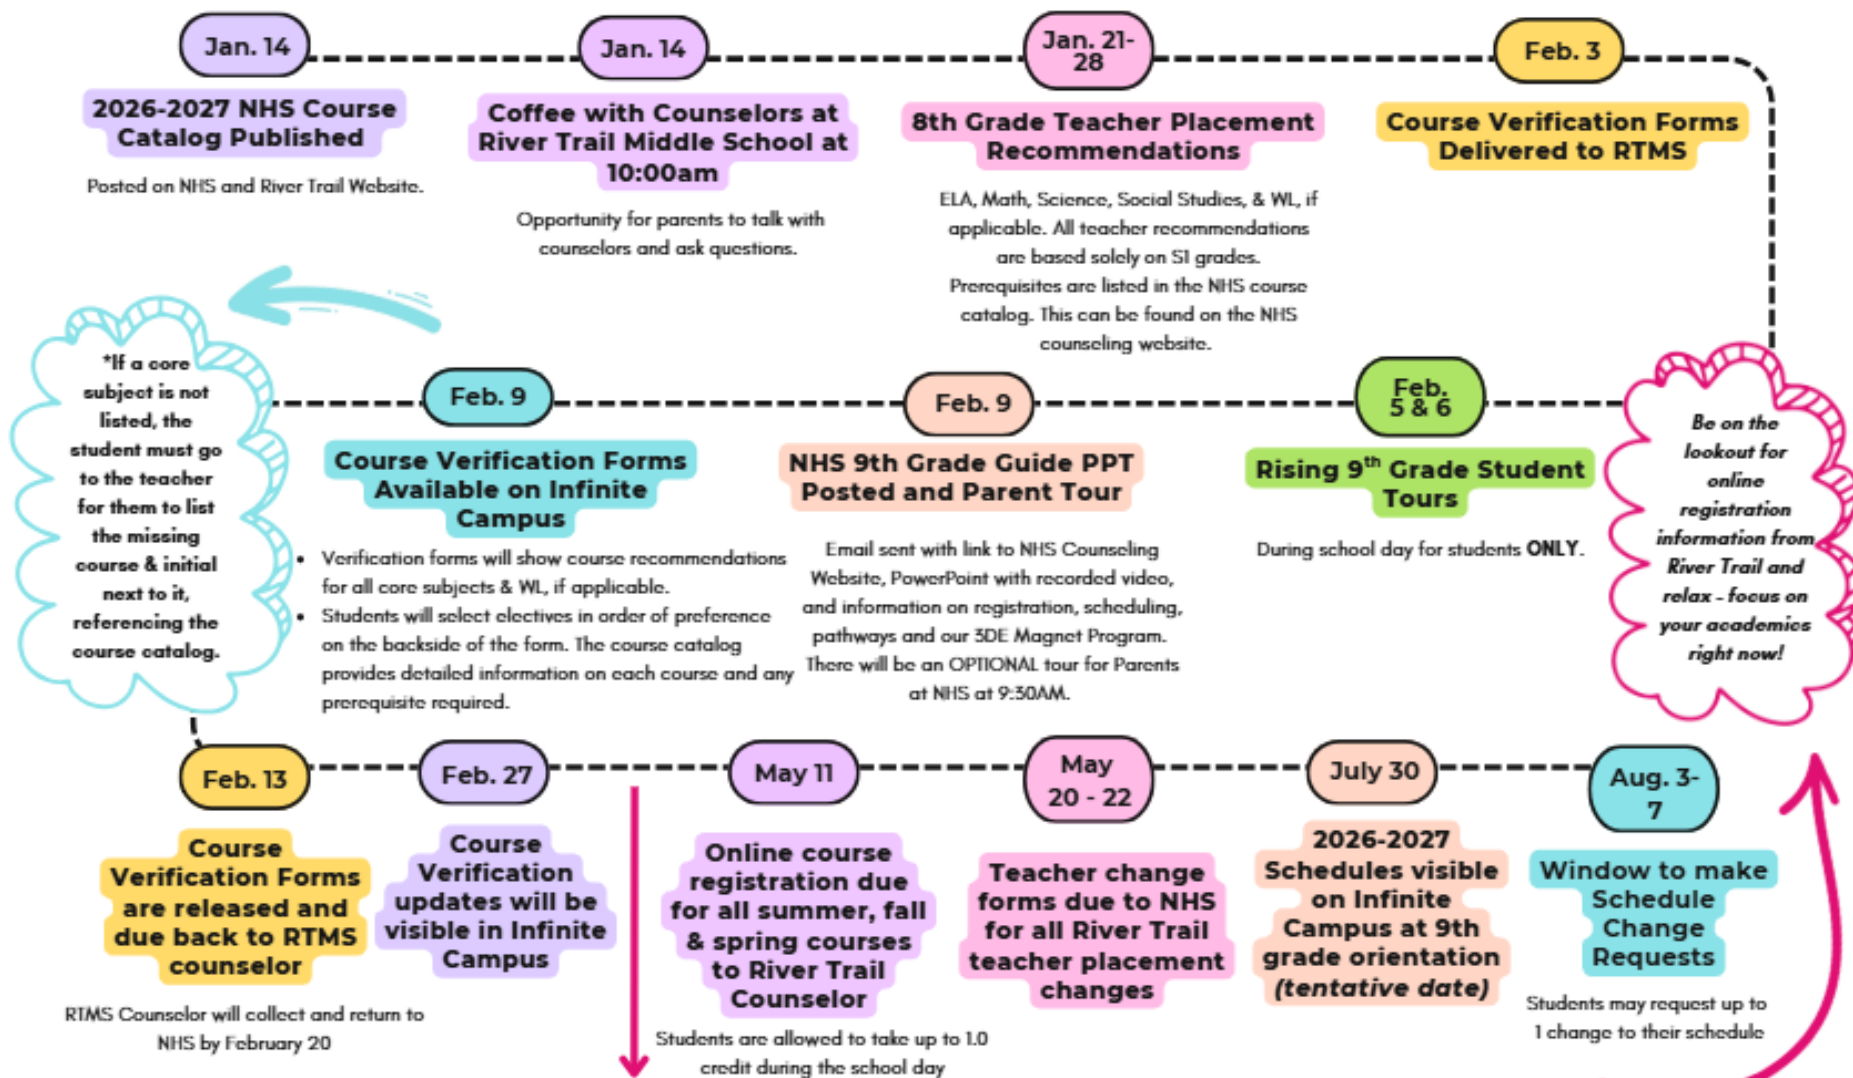 Jan. 14
2026-2027 NHS Course
Catalog Published
Posted on NHS and River Trail Website.
Jan. 14
Coffee with Counselors at
River Trail Middle School at
10:00am
Opportunity for parents to talk with
counselors and ask questions.
Jan. 21-
28
8th Grade Teacher Placement
Recommendations
ELA, Math, Science, Social Studies, & WL, if
applicable. All teacher recommendations
are based solely on S1 grades.
Prerequisites are listed in the NHS course
catalog. This can be found on the NHS
counseling website.
Feb. 3
Course Verification Forms
Delivered to RTMS
Be on the
lookout for
online
registration
information from
River Trail and
relax - focus on
your academics
right now!
Feb.
5 & 6
Rising 9th Grade Student
Tours
During school day for students ONLY.
Feb. 9
NHS 9th Grade Guide PPT
Posted and Parent Tour
Email sent with link to NHS Counseling
Website, PowerPoint with recorded video,
and information on registration, scheduling,
pathways and our 3DE Magnet Program.
There will be an OPTIONAL tour for Parents
at NHS at 9:30AM.
Feb. 9
Course Verification Forms
Available on Infinite
Campus
• Verification forms will show course recommendations
for all core subjects & WL, if applicable.
• Students will select electives in order of preference
on the backside of the form. The course catalog
provides detailed information on each course and any
prerequisite required.
*If a core
subject is not
listed, the
student must go
to the teacher
for them to list
the missing
course & initial
next to it,
referencing the
course catalog.
Feb. 13
Course
Verification Forms
are released and
due back to RTMS
counselor
RTMS Counselor will collect and return to
NHS by February 20
Feb. 27
Course
Verification
updates will be
visible in Infinite
Campus
May 11
Online course
registration due
for all summer, fall
& spring courses
to River Trail
Counselor
Students are allowed to take up to 1.0
credit during the school day
May
20 - 22
Teacher change
forms due to NHS
for all River Trail
teacher placement
changes
July 30
2026-2027
Schedules visible
on Infinite
Campus at 9th
grade orientation
(tentative date)
Aug. 3-
7
Window to make
Schedule
Change
Requests
Students may request up to
1 change to their schedule